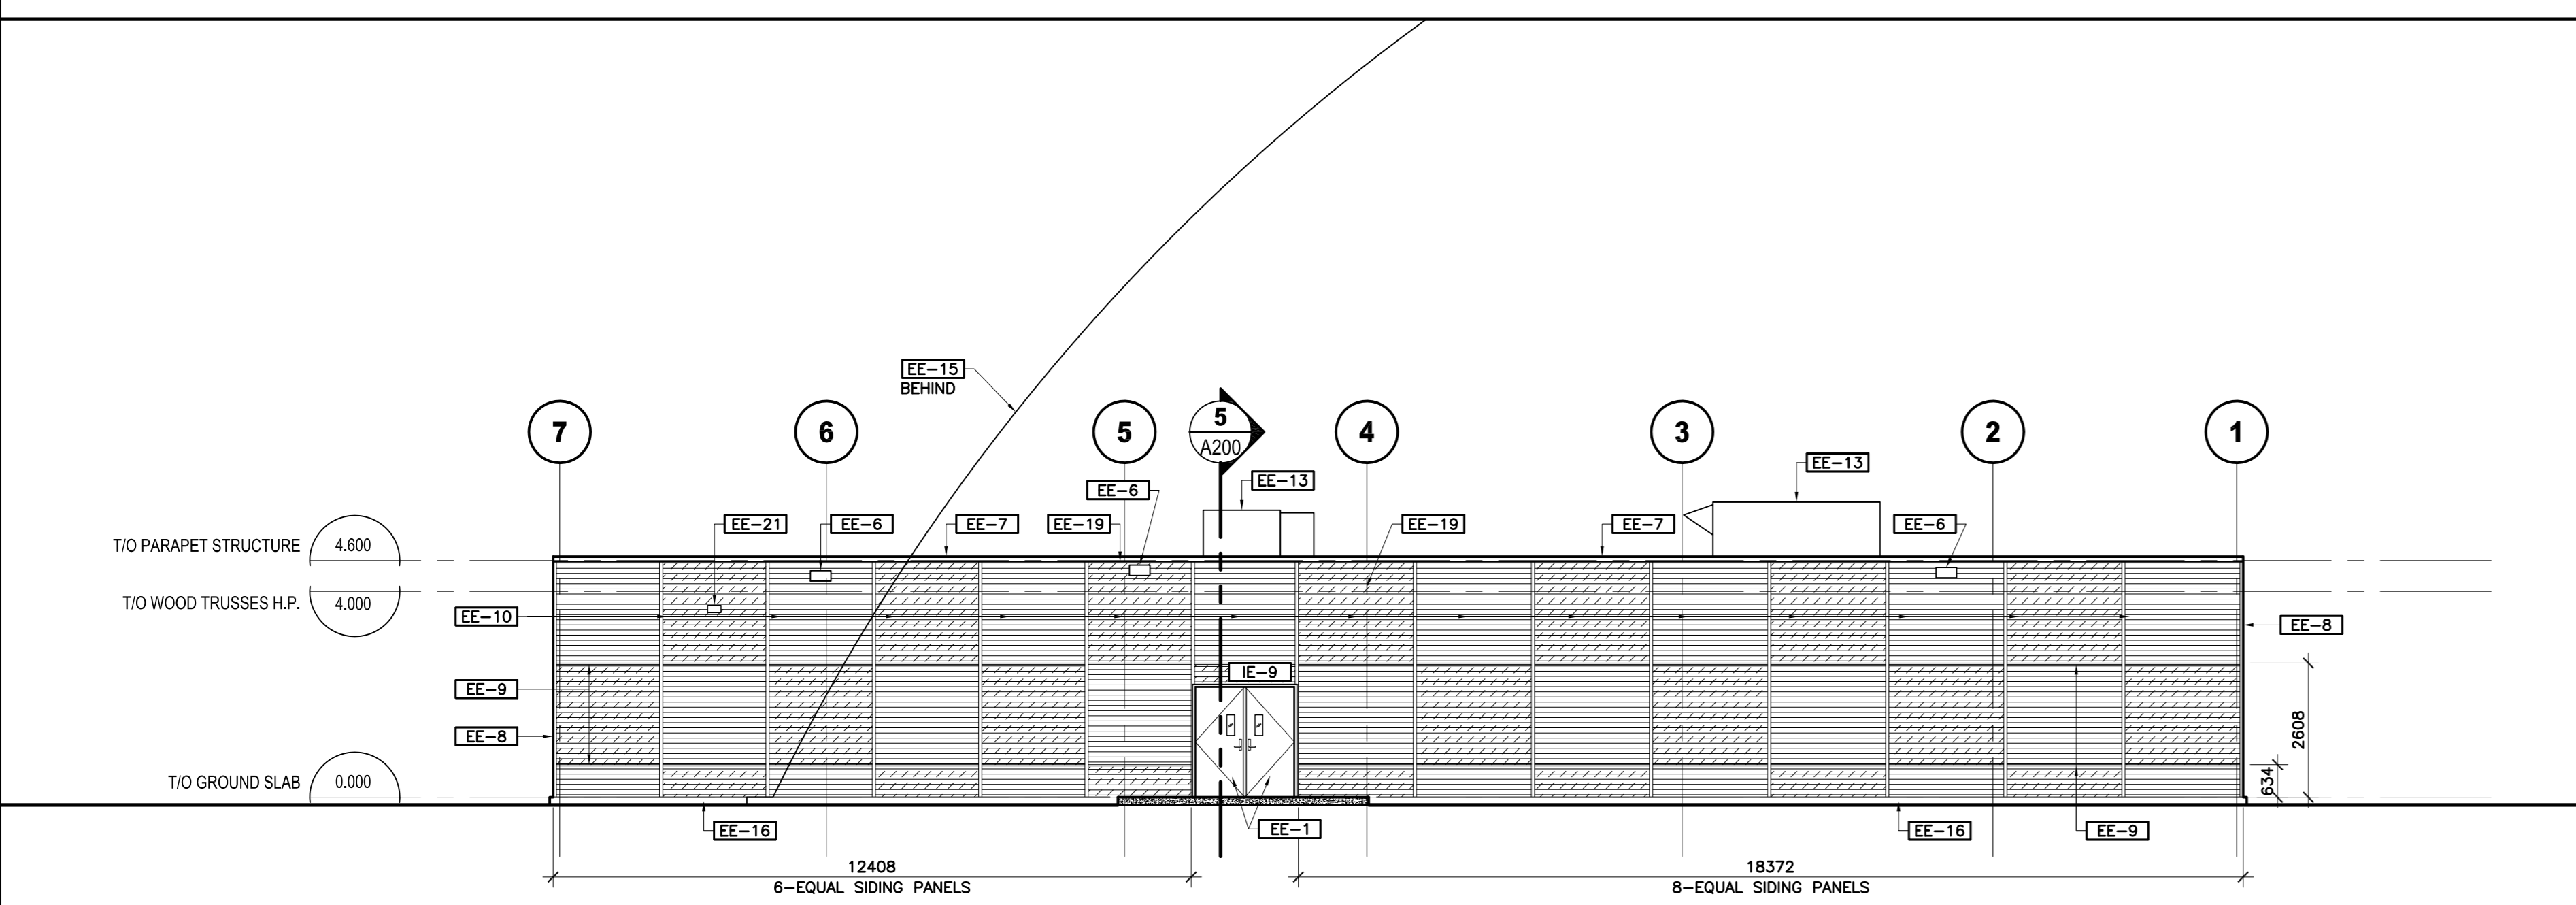 EE-15
BEHIND
7
6
5
5
A200
4
3
2
1
EE-13
EE-13
EE-6
EE-21
EE-6
EE-7
EE-19
EE-19
EE-7
EE-6
T/O PARAPET STRUCTURE
4.600
T/O WOOD TRUSSES H.P.
4.000
EE-10
EE-8
IE-9
EE-9
EE-8
2608
634
T/O GROUND SLAB
0.000
EE-16
EE-1
EE-16
EE-9
12408
6-EQUAL SIDING PANELS
18372
8-EQUAL SIDING PANELS